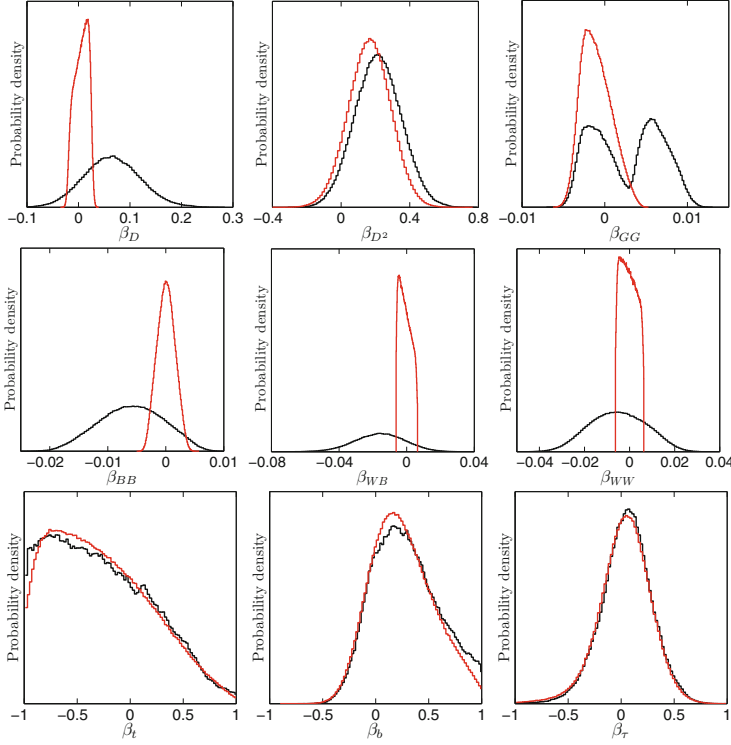 Probability density
−0.1 0 0.1 0.2 0.3
β_D
Probability density
−0.4 0 0.4 0.8
β_{D²}
Probability density
−0.01 0 0.01
β_{GG}
Probability density
−0.02 −0.01 0 0.01
β_{BB}
Probability density
−0.08 −0.04 0 0.04
β_{WB}
Probability density
−0.04 −0.02 0 0.02 0.04
β_{WW}
Probability density
−1 −0.5 0 0.5 1
β_t
Probability density
−1 −0.5 0 0.5 1
β_b
Probability density
−1 −0.5 0 0.5 1
β_τ